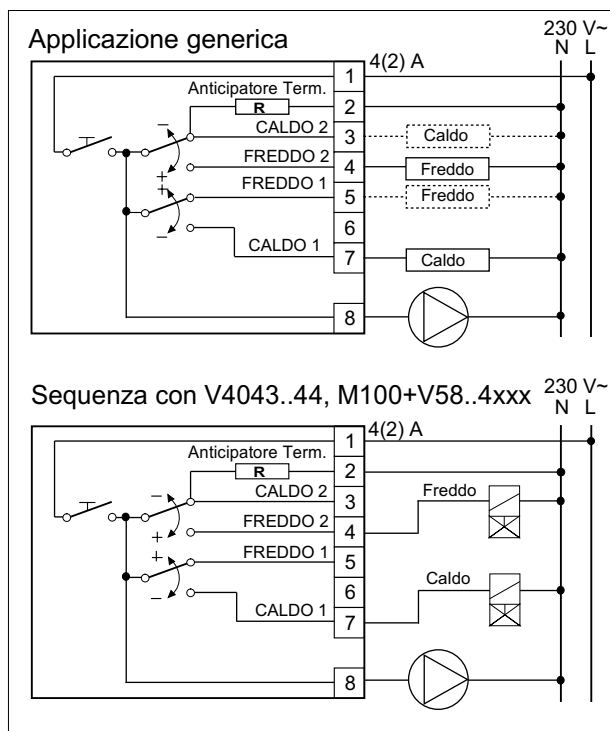 Applicazione generica
230 V~
N L
4(2) A
1
Anticipatore Term.
R
2
CALDO 2
3
Caldo
FREDDO 2
4
Freddo
FREDDO 1
5
Freddo
6
CALDO 1
7
Caldo
8
− + + −
Sequenza con V4043..44, M100+V58..4xxx
230 V~
N L
4(2) A
1
Anticipatore Term.
R
2
CALDO 2
3
Freddo
FREDDO 2
4
FREDDO 1
5
6
Caldo
CALDO 1
7
8
− + + −